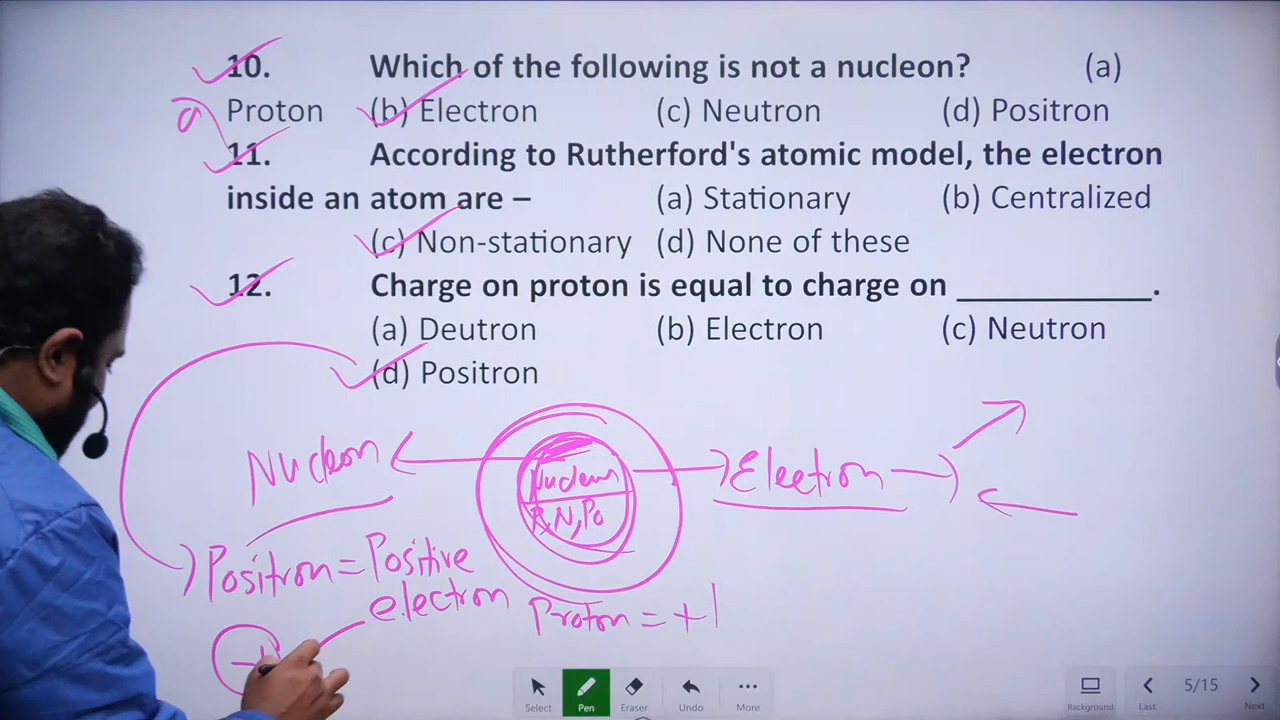 10. Which of the following is not a nucleon? (a)
Proton (b) Electron (c) Neutron (d) Positron
11. According to Rutherford's atomic model, the electron
inside an atom are – (a) Stationary (b) Centralized
(c) Non-stationary (d) None of these
12. Charge on proton is equal to charge on ____________.
(a) Deutron (b) Electron (c) Neutron
(d) Positron
Nucleon
Nucleus
P, N, Po
Electron
Positron = Positive
electron
Proton = +1
Select Pen Eraser Undo More
Background Last 5/15 Next